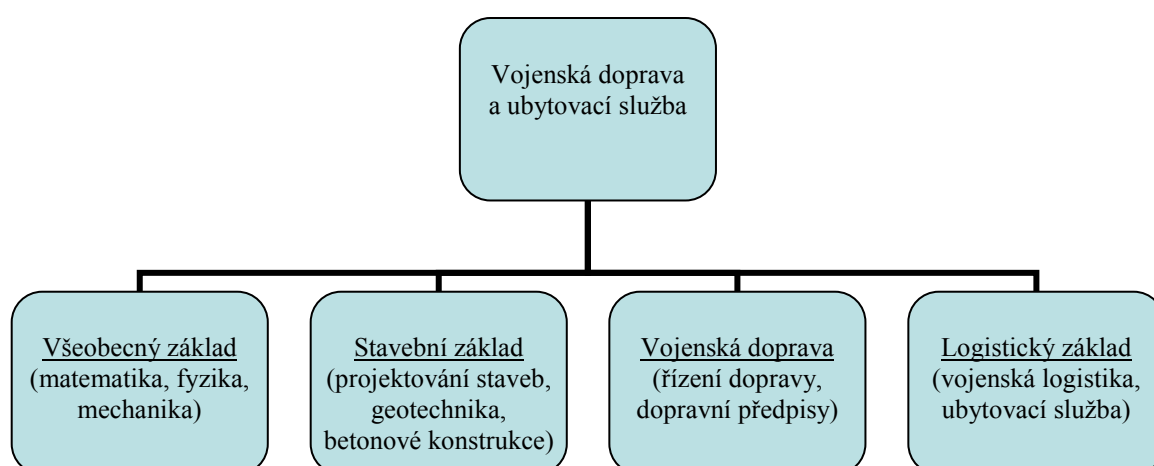 Vojenská doprava
a ubytovací služba
Všeobecný základ
(matematika, fyzika,
mechanika)
Stavební základ
(projektování staveb,
geotechnika,
betonové konstrukce)
Vojenská doprava
(řízení dopravy,
dopravní předpisy)
Logistický základ
(vojenská logistika,
ubytovací služba)